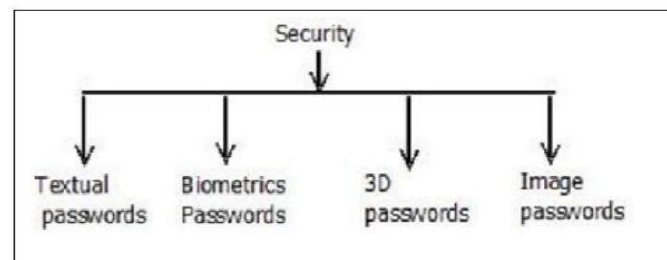 Security
Textual
passwords
Biometrics
Passwords
3D
passwords
Image
passwords